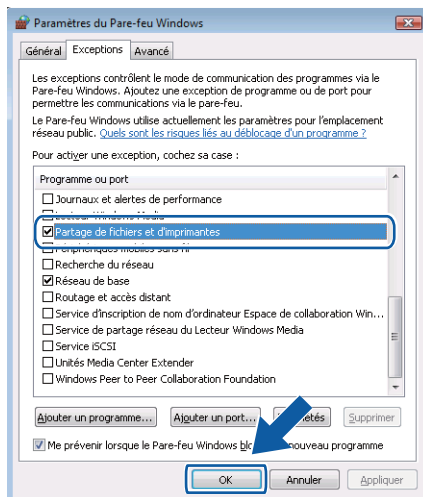 Paramètres du Pare-feu Windows
Général Exceptions Avancé
Les exceptions contrôlent le mode de communication des programmes via le
Pare-feu Windows. Ajoutez une exception de programme ou de port pour
permettre les communications via le pare-feu.
Le Pare-feu Windows utilise actuellement les paramètres pour l'emplacement
réseau public. Quels sont les risques liés au déblocage d'un programme ?
Pour activer une exception, cochez sa case :
Programme ou port
Journaux et alertes de performance
Partage de fichiers et d'imprimantes
Recherche du réseau
Réseau de base
Routage et accès distant
Service d'inscription de nom d'ordinateur Espace de collaboration Win...
Service de partage réseau du Lecteur Windows Media
Service iSCSI
Unités Media Center Extender
Windows Peer to Peer Collaboration Foundation
Ajouter un programme... Ajouter un port... Supprimer
Me prévenir lorsque le Pare-feu Windows nouveau programme
OK Annuler Appliquer